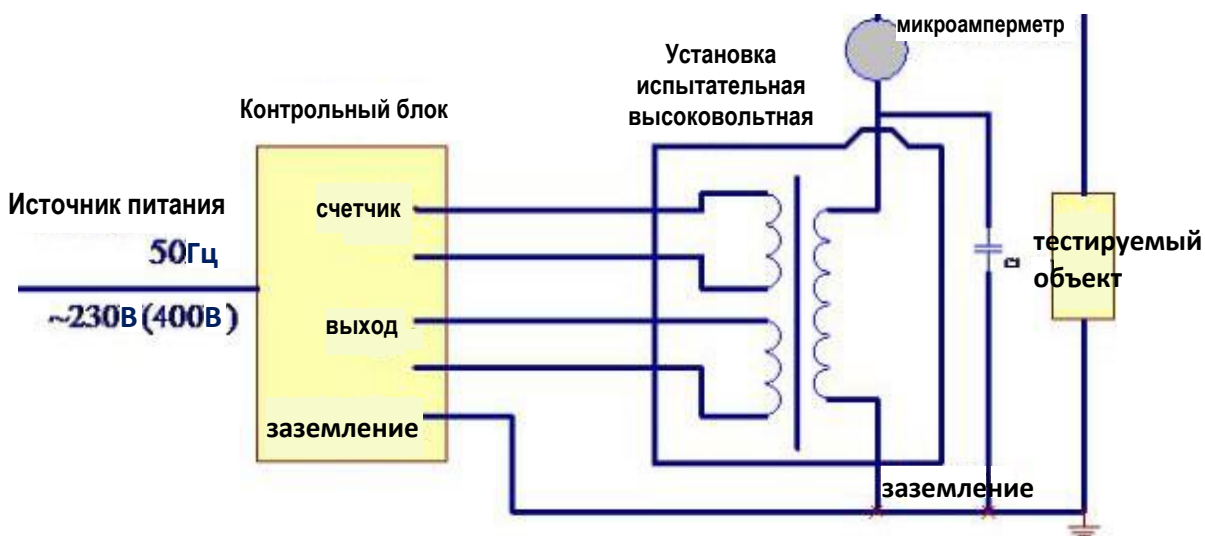 микроамперметр
Установка
испытательная
высоковольтная
Контрольный блок
Источник питания
50Гц
~230В(400В)
счетчик
выход
заземление
тестируемый
объект
заземление